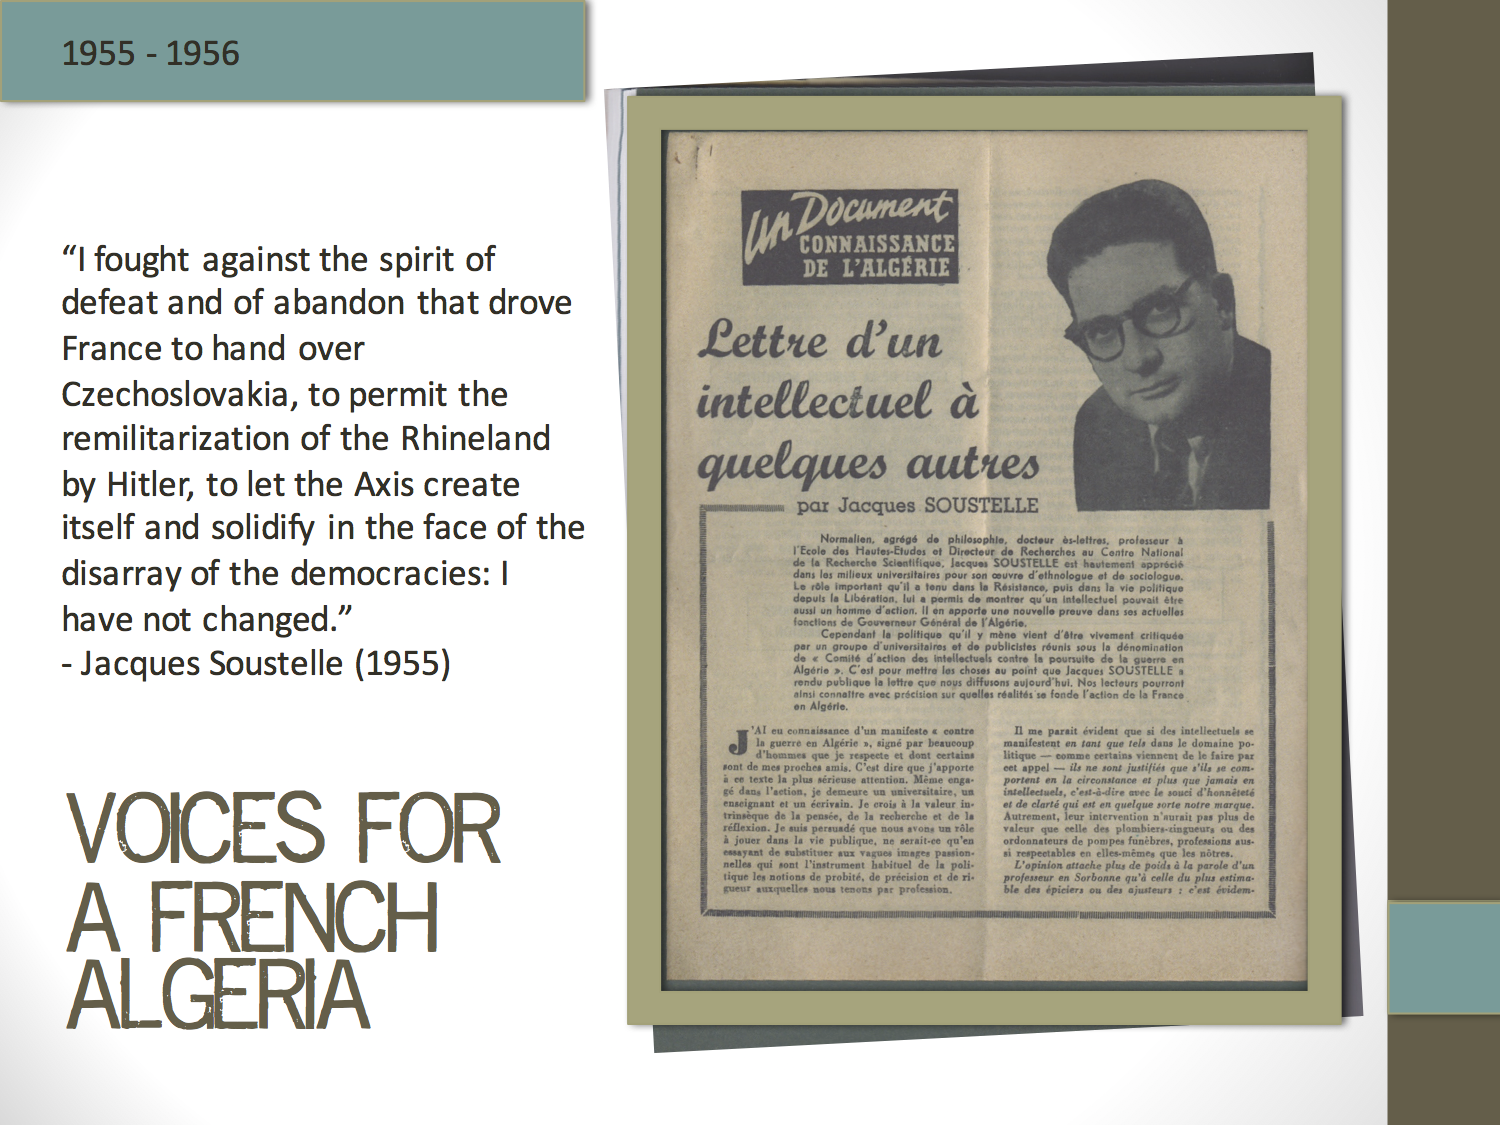 1955 - 1956
“I fought against the spirit of
defeat and of abandon that drove
France to hand over
Czechoslovakia, to permit the
remilitarization of the Rhineland
by Hitler, to let the Axis create
itself and solidify in the face of the
disarray of the democracies: I
have not changed.”
- Jacques Soustelle (1955)
VOICES FOR
A FRENCH
ALGERIA
Un Document
CONNAISSANCE
DE L'ALGÉRIE
Lettre d'un
intellectuel à
quelques autres
par Jacques SOUSTELLE
Normalien, agrégé de philosophie, docteur ès-lettres, professeur à
l'Ecole des Hautes-Etudes et Directeur de Recherches au Centre National
de la Recherche Scientifique, Jacques SOUSTELLE est hautement apprécié
dans les milieux universitaires pour son œuvre d'ethnologue et de sociologue.
Le rôle important qu'il a tenu dans la Résistance, puis dans la vie politique
depuis la Libération, lui a permis de montrer qu'un intellectuel pouvait être
aussi un homme d'action. Il en apporte une nouvelle preuve dans ses actuelles
fonctions de Gouverneur Général de l'Algérie.
Cependant la politique qu'il y mène vient d'être vivement critiquée
par un groupe d'universitaires et de publicistes réunis sous la dénomination
de « Comité d'action des intellectuels contre la poursuite de la guerre en
Algérie ». C'est pour mettre les choses au point que Jacques SOUSTELLE a
rendu publique la lettre que nous diffusons aujourd'hui. Nos lecteurs pourront
ainsi connaître avec précision sur quelles réalités se fonde l'action de la France
en Algérie.
J'AI eu connaissance d'un manifeste « contre
la guerre en Algérie », signé par beaucoup
d'hommes que je respecte et dont certains
sont de mes proches amis. C'est dire que j'apporte
à ce texte la plus sérieuse attention. Même enga-
gé dans l'action, je demeure un universitaire, un
enseignant et un écrivain. Je crois à la valeur in-
trinsèque de la pensée, de la recherche et de la
réflexion. Je suis persuadé que nous avons un rôle
à jouer dans la vie publique, ne serait-ce qu'en
essayant de substituer aux vagues images passion-
nelles qui sont l'instrument habituel de la poli-
tique les notions de probité, de précision et de ri-
gueur auxquelles nous tenons par profession.
Il me parait évident que si des intellectuels se
manifestent en tant que tels dans le domaine po-
litique — comme certains viennent de le faire par
cet appel — ils ne sont justifiés que s'ils se com-
portent en la circonstance et plus que jamais en
intellectuels, c'est-à-dire avec le souci d'honnêteté
et de clarté qui est en quelque sorte notre marque.
Autrement, leur intervention n'aurait pas plus de
valeur que celle des plombiers-zingueurs ou des
ordonnateurs de pompes funèbres, professions aus-
si respectables en elles-mêmes que les nôtres.
L'opinion attache plus de poids à la parole d'un
professeur en Sorbonne qu'à celle du plus estima-
ble des épiciers ou des ajusteurs : c'est évidem-